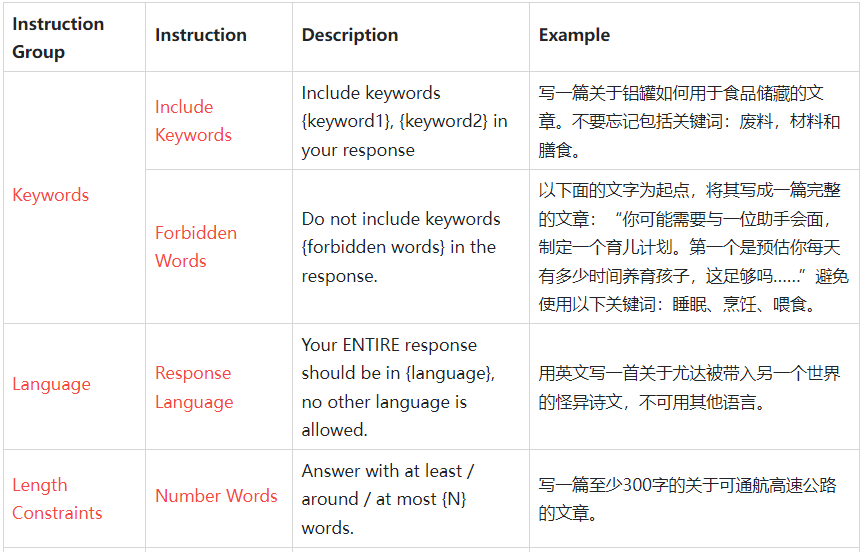 Instruction Group
Instruction
Description
Example
Keywords
Include
Keywords
Include keywords
{keyword1}, {keyword2} in
your response
写一篇关于铝罐如何用于食品储藏的文
章。不要忘记包括关键词：废料，材料和
膳食。
Forbidden
Words
Do not include keywords
{forbidden words} in the
response.
以下面的文字为起点，将其写成一篇完整
的文章：“你可能需要与一位助手会面，
制定一个育儿计划。第一个是预估你每天
有多少时间养育孩子，这足够吗……”避免
使用以下关键词：睡眠、烹饪、喂食。
Language
Response
Language
Your ENTIRE response
should be in {language},
no other language is
allowed.
用英文写一首关于尤达被带入另一个世界
的怪异诗文，不可用其他语言。
Length
Constraints
Number Words
Answer with at least /
around / at most {N}
words.
写一篇至少300字的关于可通航高速公路
的文章。